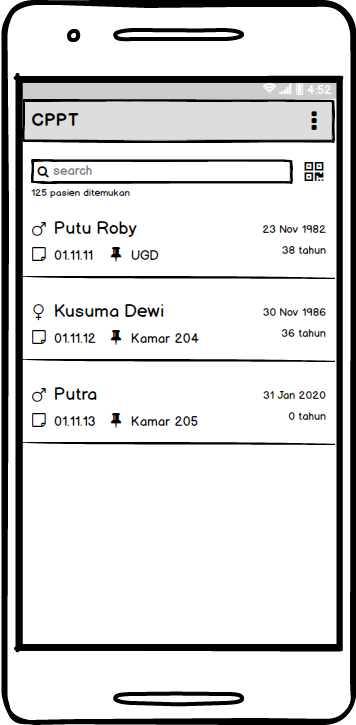 4:52
CPPT
search
125 pasien ditemukan
Putu Roby 23 Nov 1982
01.11.11 UGD 38 tahun
Kusuma Dewi 30 Nov 1986
01.11.12 Kamar 204 36 tahun
Putra 31 Jan 2020
01.11.13 Kamar 205 0 tahun